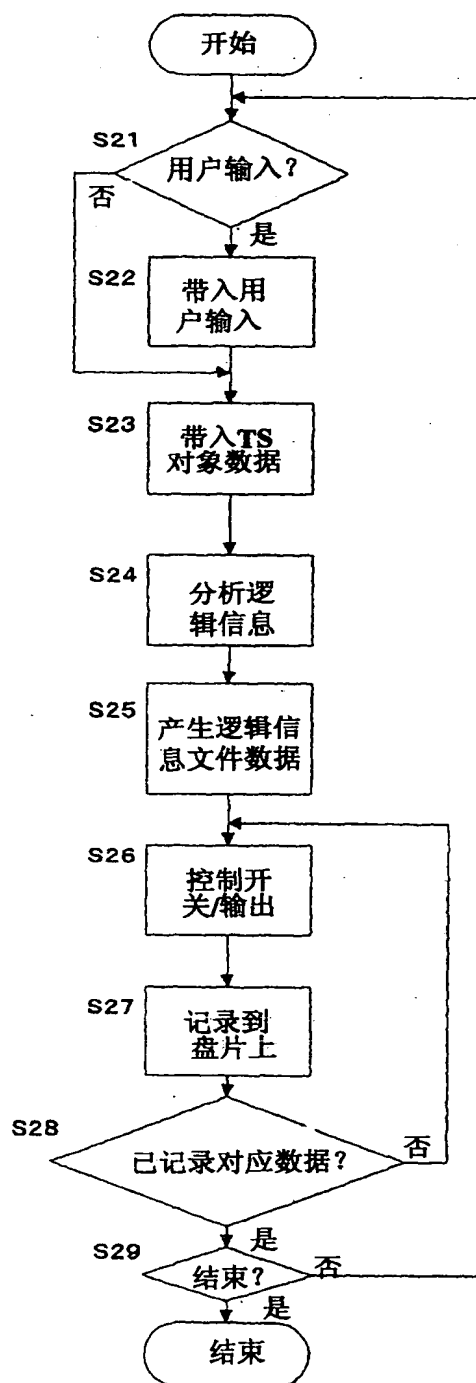 开始
S21
用户输入？
否
是
S22
带入用
户输入
S23
带入TS
对象数据
S24
分析逻
辑信息
S25
产生逻辑信
息文件数据
S26
控制开
关/输出
S27
记录到
盘片上
S28
已记录对应数据？
否
是
S29
结束？
否
是
结束